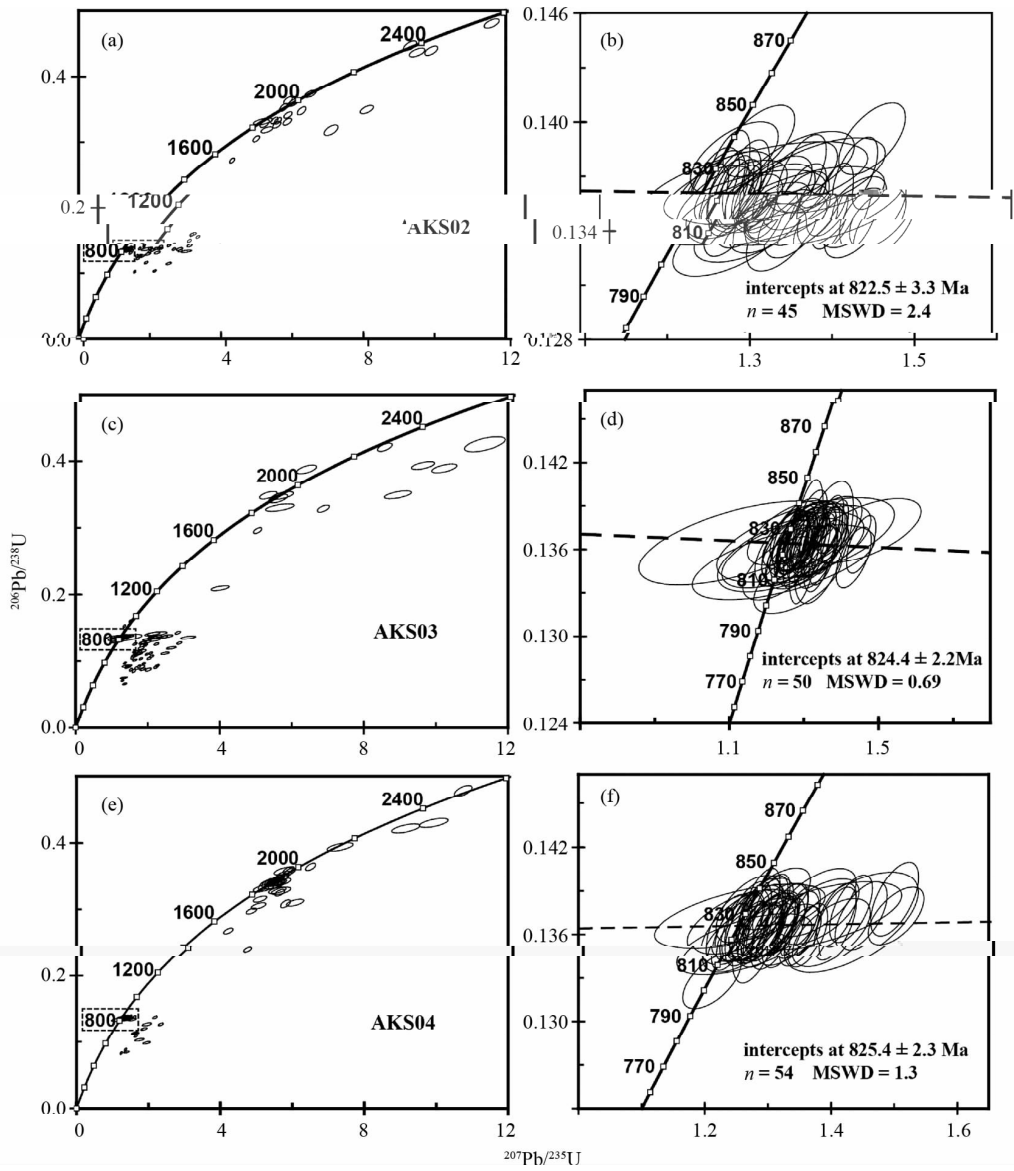 (a)
2400
2000
1600
1200
800
AKS02
0.4
0.2
0 4 8 12
(b)
870
850
830
810
790
0.146
0.140
0.134
0.128
intercepts at 822.5 ± 3.3 Ma
n = 45 MSWD = 2.4
1.3 1.5
(c)
2400
2000
1600
1200
800
AKS03
0.4
0.2
0.0
0 4 8 12
(d)
870
850
830
810
790
770
0.142
0.136
0.130
0.124
intercepts at 824.4 ± 2.2Ma
n = 50 MSWD = 0.69
1.1 1.5
206Pb/238U
(e)
2400
2000
1600
1200
800
AKS04
0.4
0.2
0.0
0 4 8 12
(f)
870
850
830
810
790
770
0.142
0.136
0.130
intercepts at 825.4 ± 2.3 Ma
n = 54 MSWD = 1.3
1.2 1.4 1.6
207Pb/235U